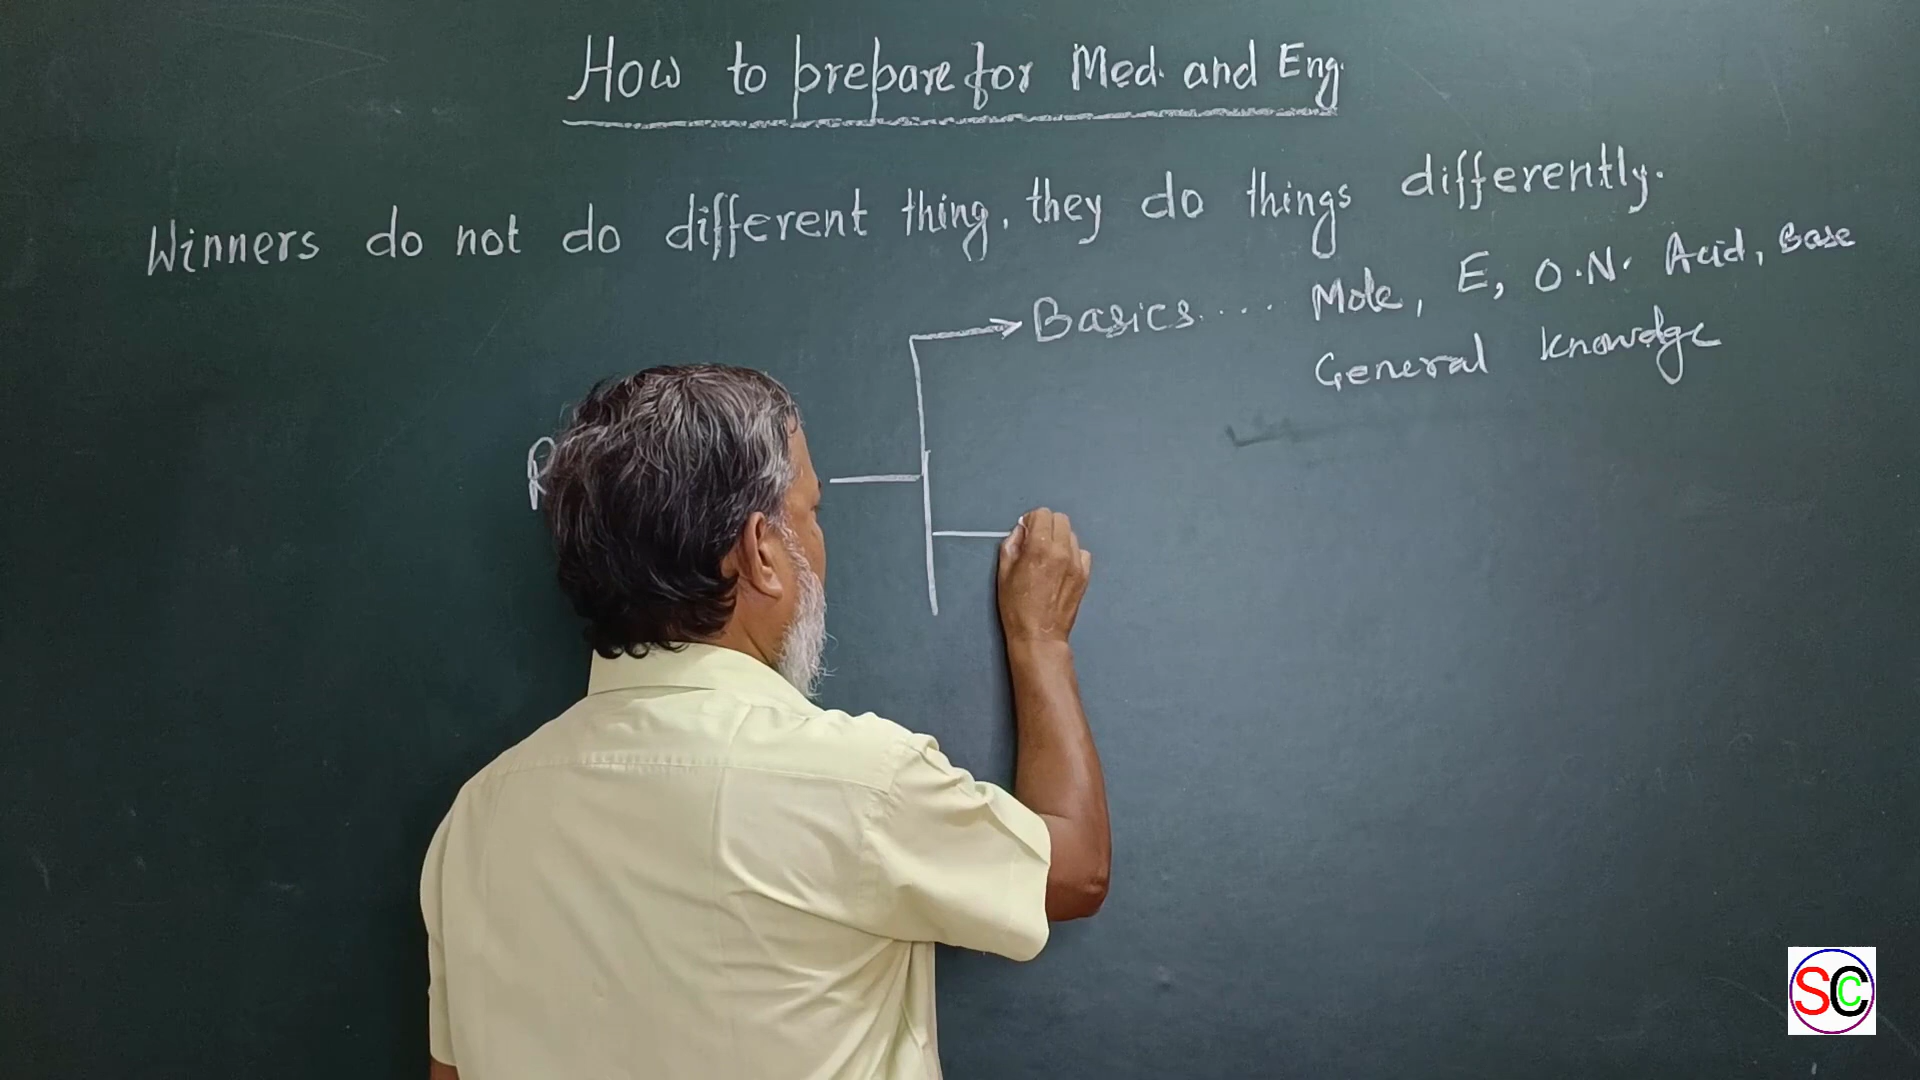 How to prepare for Med. and Eng.
Winners do not do different thing, they do things differently.
Basics.... Mole, E, O.N. Acid, Base
General Knowdge
SC